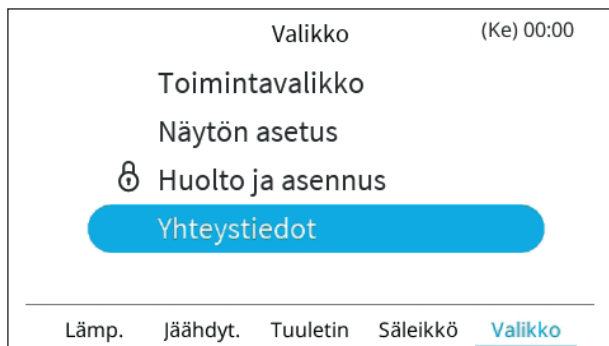 Valikko (Ke) 00:00
Toimintavalikko
Näytön asetus
Huolto ja asennus
Yhteystiedot
Lämp. Jäähdyt. Tuuletin Säleikkö Valikko